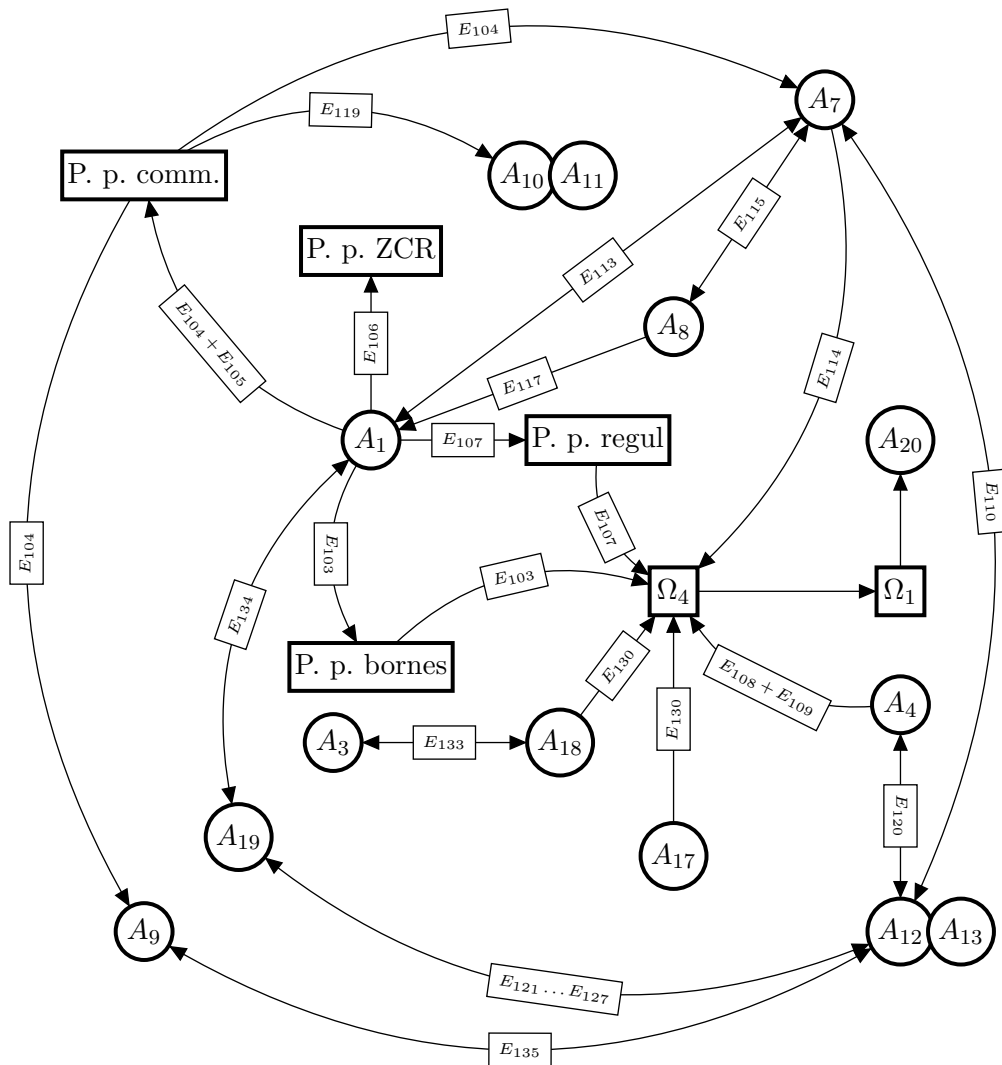 E₁₀₄
A₇
E₁₁₉
P. p. comm.
A₁₀ A₁₁
E₁₁₅
P. p. ZCR
E₁₁₃
A₈
E₁₀₄ + E₁₀₅
E₁₀₆
E₁₁₄
E₁₁₇
A₁
E₁₀₇
P. p. regul
A₂₀
E₁₁₀
E₁₀₇
E₁₀₄
E₁₀₃
E₁₀₃
Ω₄
Ω₁
E₁₃₄
P. p. bornes
E₁₃₀
E₁₀₈ + E₁₀₉
E₁₃₀
A₄
A₃
E₁₃₃
A₁₈
E₁₂₀
A₁₉
A₁₇
A₉
A₁₂ A₁₃
E₁₂₁ … E₁₂₇
E₁₃₅